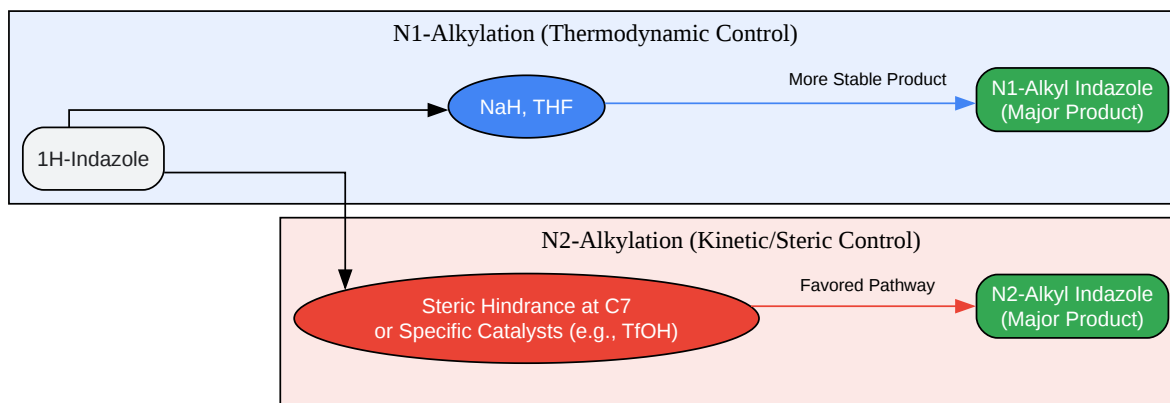 N1-Alkylation (Thermodynamic Control)
More Stable Product
NaH, THF
N1-Alkyl Indazole
(Major Product)
1H-Indazole
N2-Alkylation (Kinetic/Steric Control)
Favored Pathway
Steric Hindrance at C7
or Specific Catalysts (e.g., TfOH)
N2-Alkyl Indazole
(Major Product)